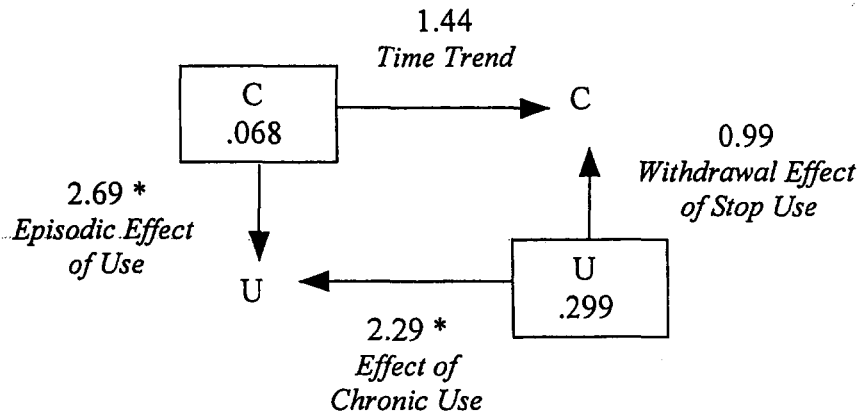 1.44
Time Trend
C
.068
C
0.99
Withdrawal Effect
of Stop Use
2.69 *
Episodic Effect
of Use
U
U
.299
2.29 *
Effect of
Chronic Use